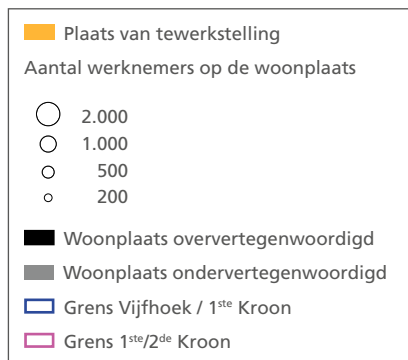 Plaats van tewerkstelling
Aantal werknemers op de woonplaats
2.000
1.000
500
200
Woonplaats oververtegenwoordigd
Woonplaats ondervertegenwoordigd
Grens Vijfhoek / 1ste Kroon
Grens 1ste/2de Kroon